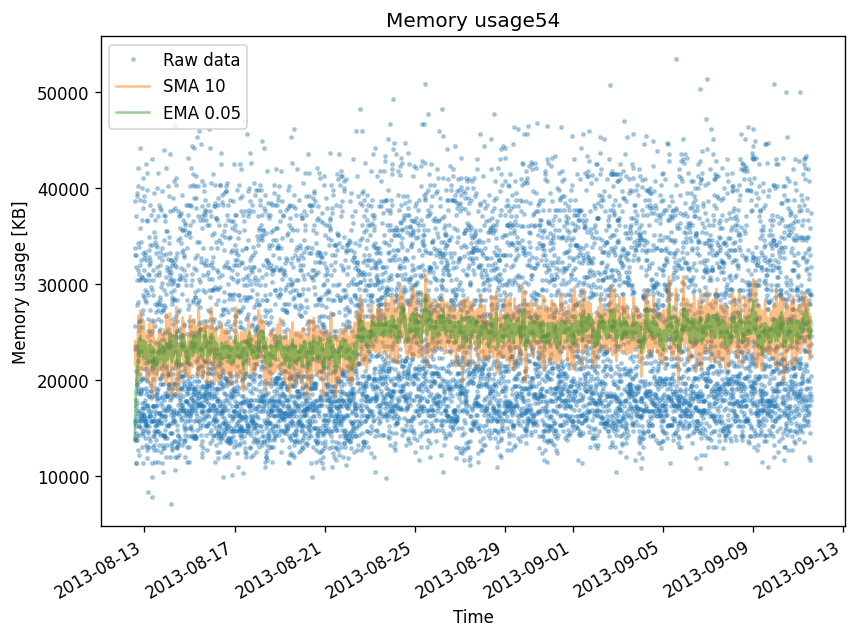 Memory usage54
Raw data
SMA 10
EMA 0.05
Memory usage [KB]
50000
40000
30000
20000
10000
2013-08-13
2013-08-17
2013-08-21
2013-08-25
2013-08-29
2013-09-01
2013-09-05
2013-09-09
2013-09-13
Time